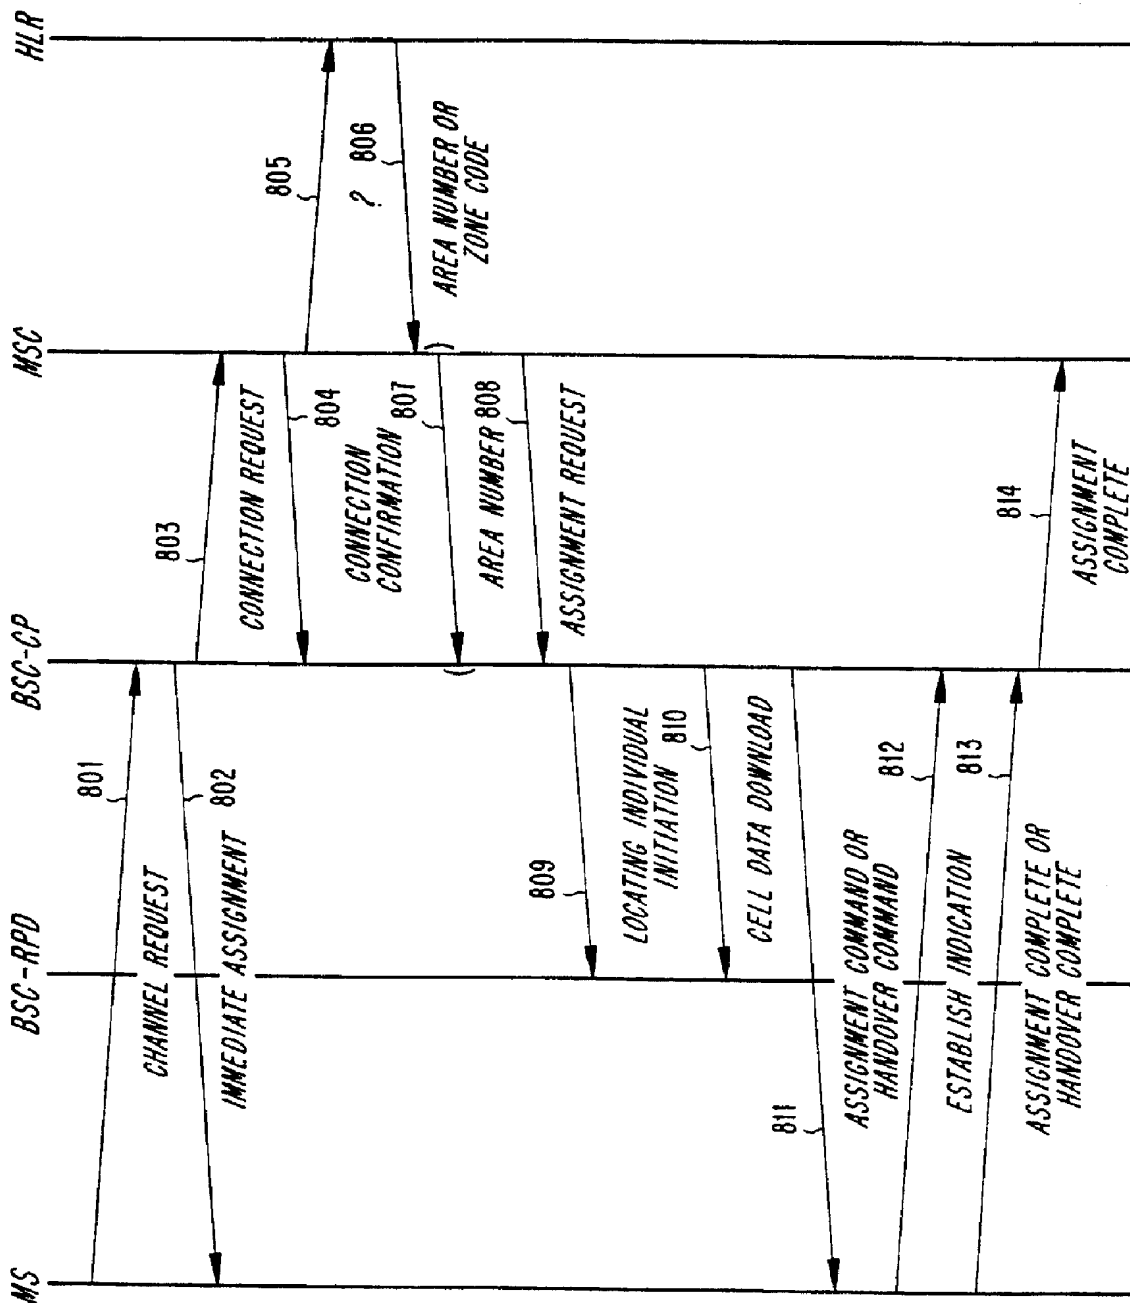 MS
BSC-RPD
BSC-CP
MSC
HLR
801
CHANNEL REQUEST
802
IMMEDIATE ASSIGNMENT
803
CONNECTION REQUEST
804
CONNECTION
CONFIRMATION
805
?
806
AREA NUMBER OR
ZONE CODE
807
AREA NUMBER
808
ASSIGNMENT REQUEST
809
LOCATING INDIVIDUAL
INITIATION
810
CELL DATA DOWNLOAD
811
ASSIGNMENT COMMAND OR
HANDOVER COMMAND
812
ESTABLISH INDICATION
813
ASSIGNMENT COMPLETE OR
HANDOVER COMPLETE
814
ASSIGNMENT
COMPLETE